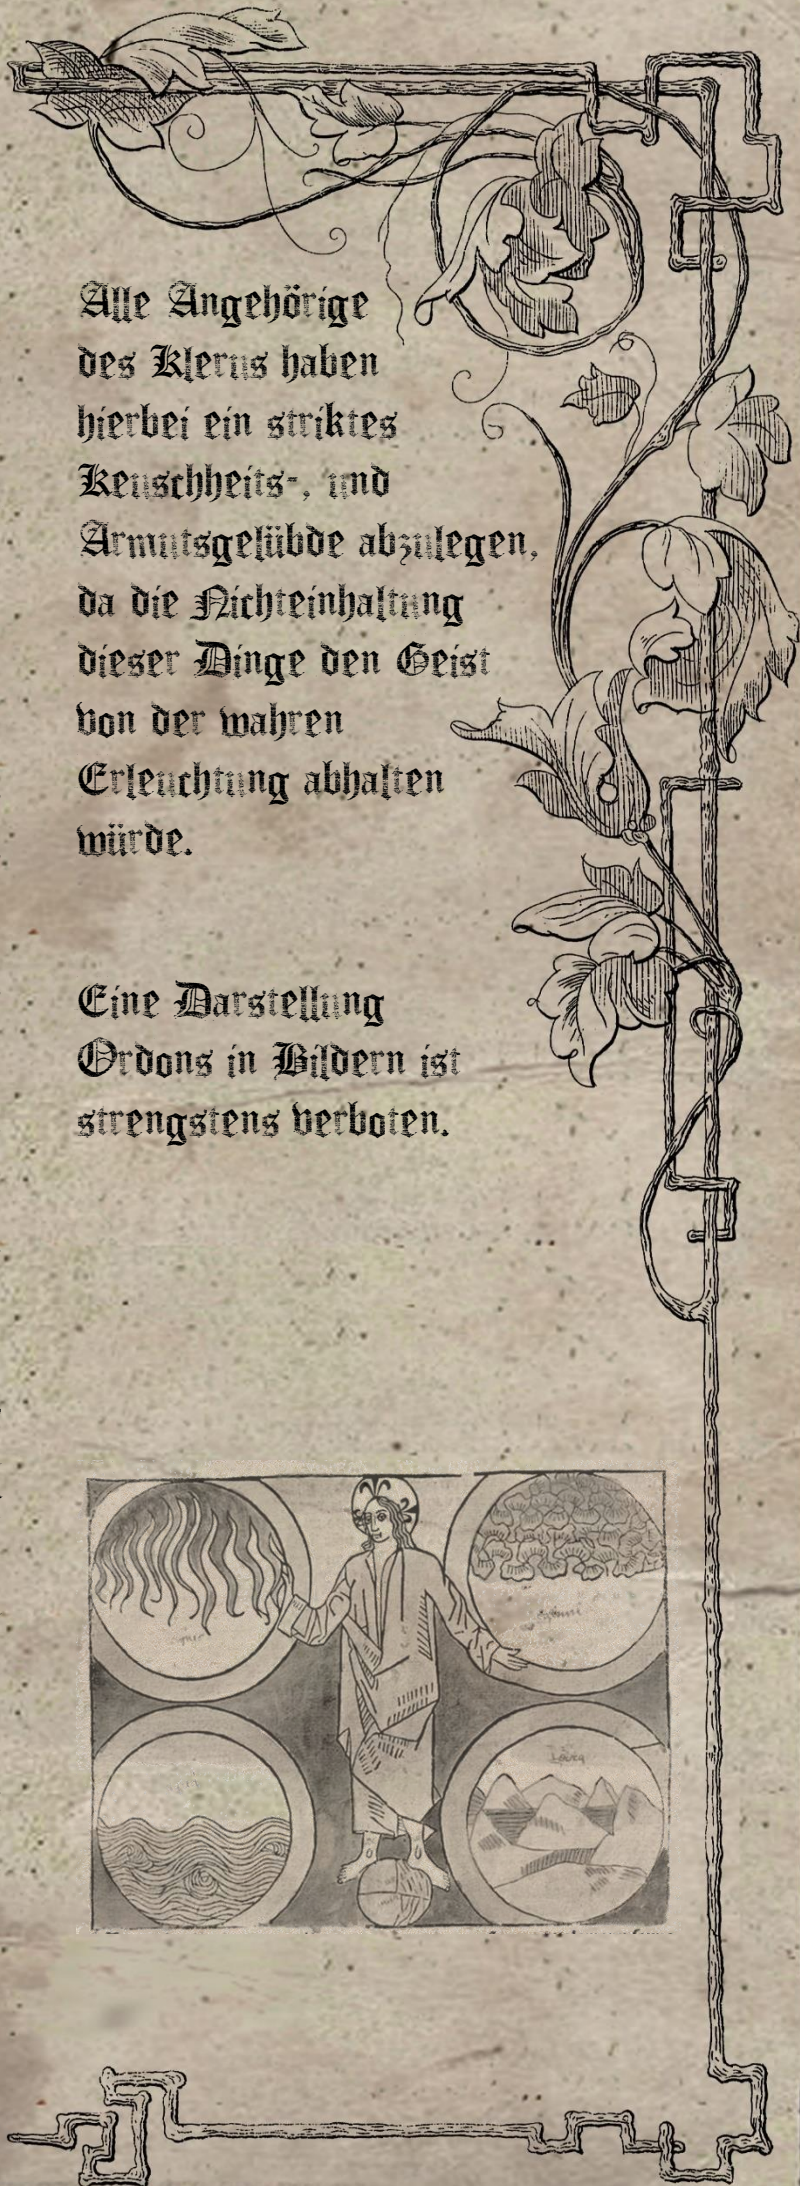 Alle Angehörige
des Klerus haben
hierbei ein striktes
Keuschheits-, und
Armutsgelübde abzulegen,
da die Nichteinhaltung
dieser Dinge den Geist
von der wahren
Erleuchtung abhalten
würde.
Eine Darstellung
Ordons in Bildern ist
strengstens verboten.